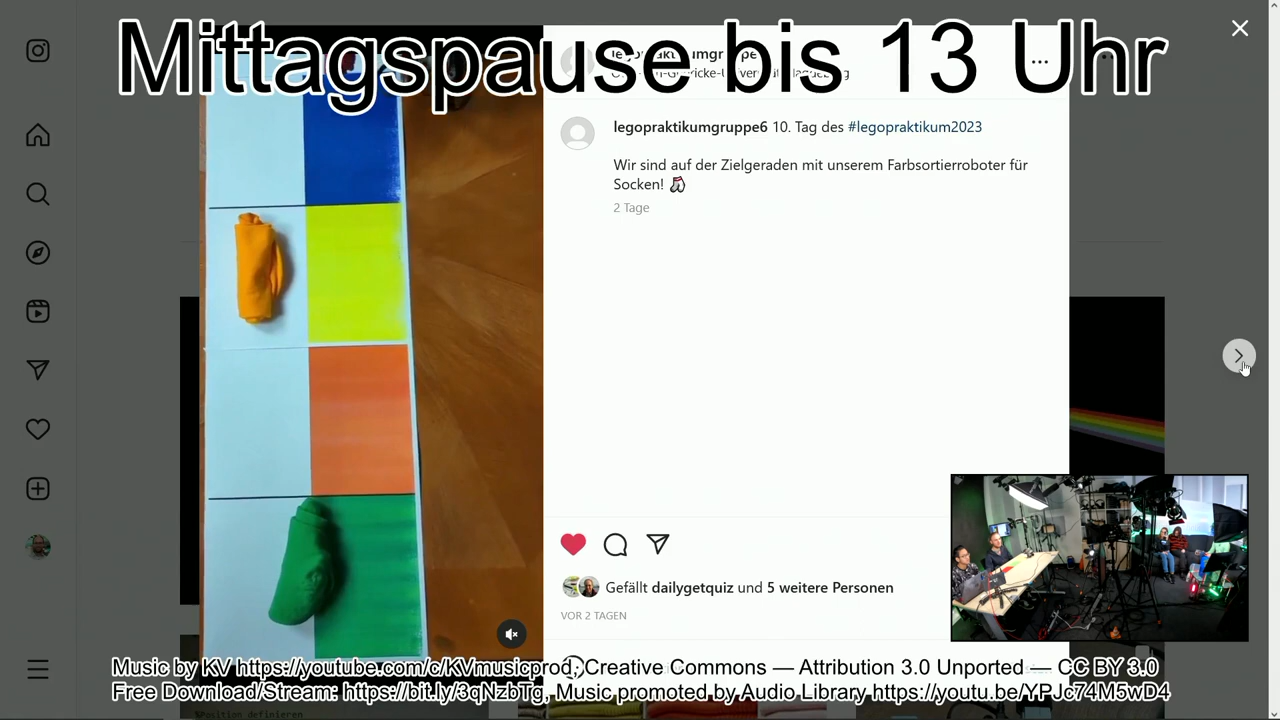 Mittagspause bis 13 Uhr
legopraktikumgruppe6 10. Tag des #legopraktikum2023
Wir sind auf der Zielgeraden mit unserem Farbsortierroboter für
Socken! 🧦
2 Tage
Gefällt dailygetquiz und 5 weitere Personen
VOR 2 TAGEN
Music by KV https://youtube.com/c/KVmusicprod; Creative Commons — Attribution 3.0 Unported — CC BY 3.0
Free Download/Stream: https://bit.ly/3qNzbTg, Music promoted by Audio Library https://youtu.be/YPJc74M5wD4
Position definieren